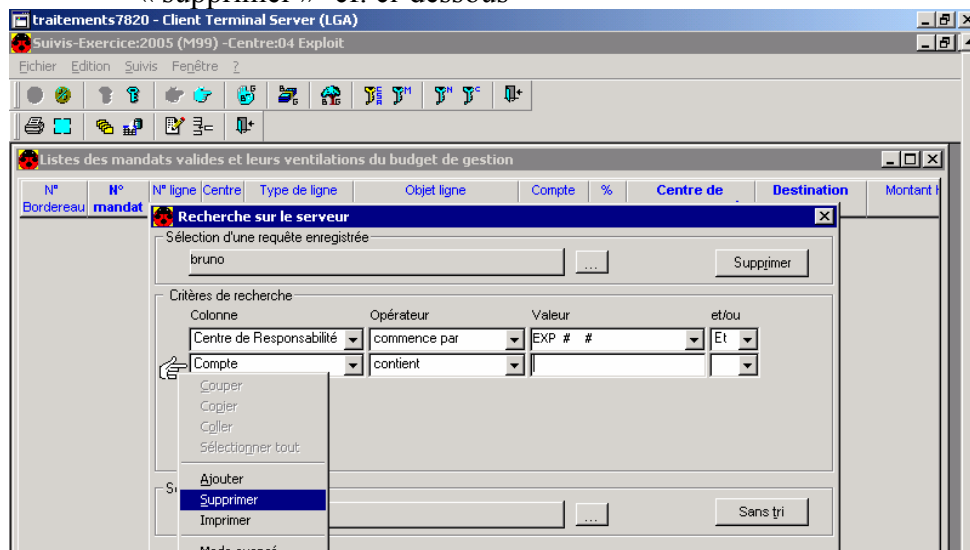 « supprimer » cf. ci-dessous
traitements7820 - Client Terminal Server (LGA)
Suivis-Exercice:2005 (M99) -Centre:04 Exploit
Fichier Edition Suivis Fenêtre ?
Listes des mandats valides et leurs ventilations du budget de gestion
N° Bordereau N° mandat N° ligne Centre Type de ligne Objet ligne Compte % Centre de Destination Montant H
Recherche sur le serveur
Sélection d'une requête enregistrée
bruno ... Supprimer
Critères de recherche
Colonne Opérateur Valeur et/ou
Centre de Responsabilité commence par EXP # # Et
Compte contient
Couper
Copier
Coller
Sélectionner tout
Ajouter
Supprimer
Imprimer
... Sans tri
Mode avancé